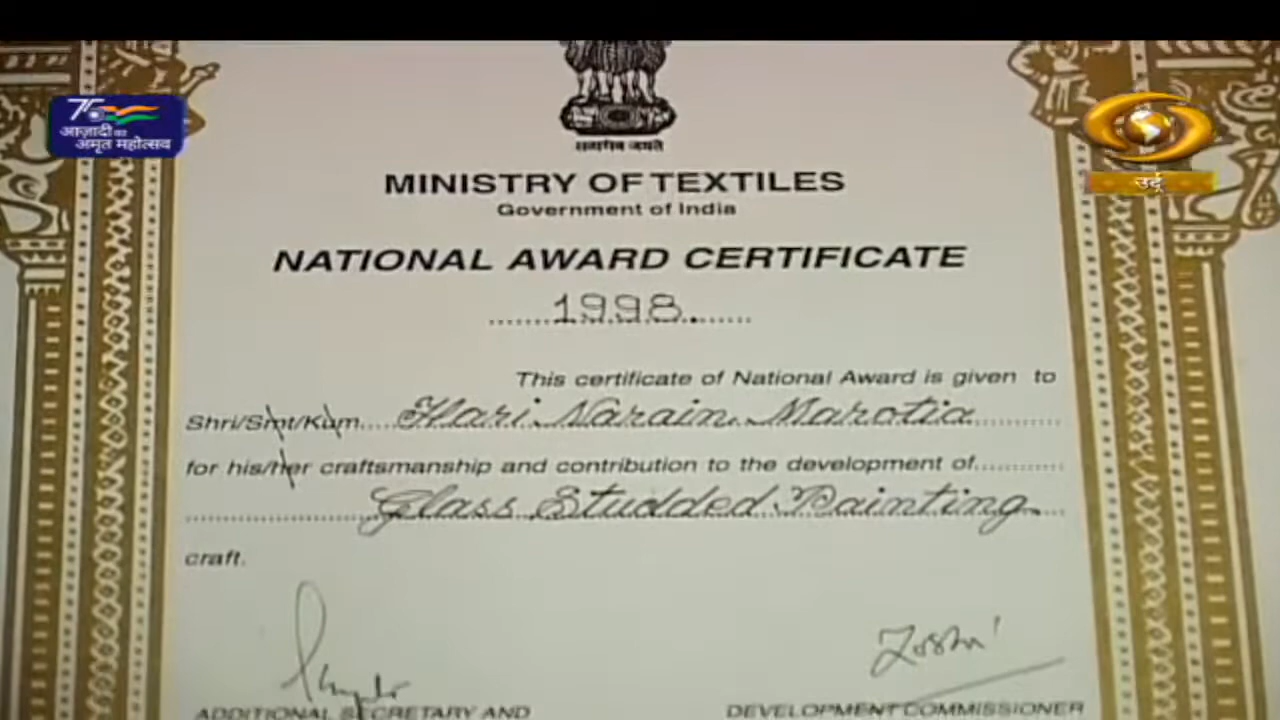 75
आज़ादी का
अमृत महोत्सव
उर्दू
सत्यमेव जयते
MINISTRY OF TEXTILES
Government of India
NATIONAL AWARD CERTIFICATE
1998.
This certificate of National Award is given to
Shri/Smt/Kum.... Hari Narain Marotia
for his/her craftsmanship and contribution to the development of
Glass Studded Painting
craft.
Joshi
ADDITIONAL SECRETARY AND
DEVELOPMENT COMMISSIONER